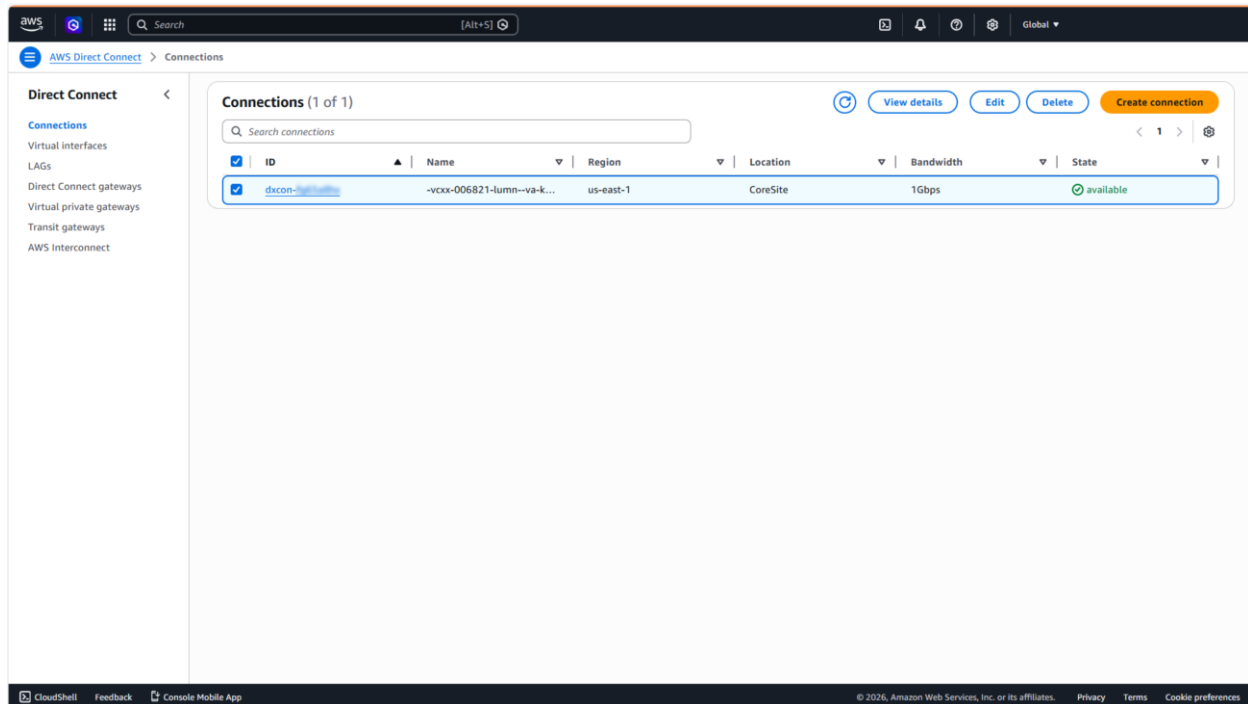 aws
Search [Alt+S] Global
AWS Direct Connect > Connections
Direct Connect
Connections
Virtual interfaces
LAGs
Direct Connect gateways
Virtual private gateways
Transit gateways
AWS Interconnect
Connections (1 of 1) View details Edit Delete Create connection
Search connections 1
ID Name Region Location Bandwidth State
dxcon- -vcxx-006821-lumn--va-k... us-east-1 CoreSite 1Gbps available
CloudShell Feedback Console Mobile App © 2026, Amazon Web Services, Inc. or its affiliates. Privacy Terms Cookie preferences